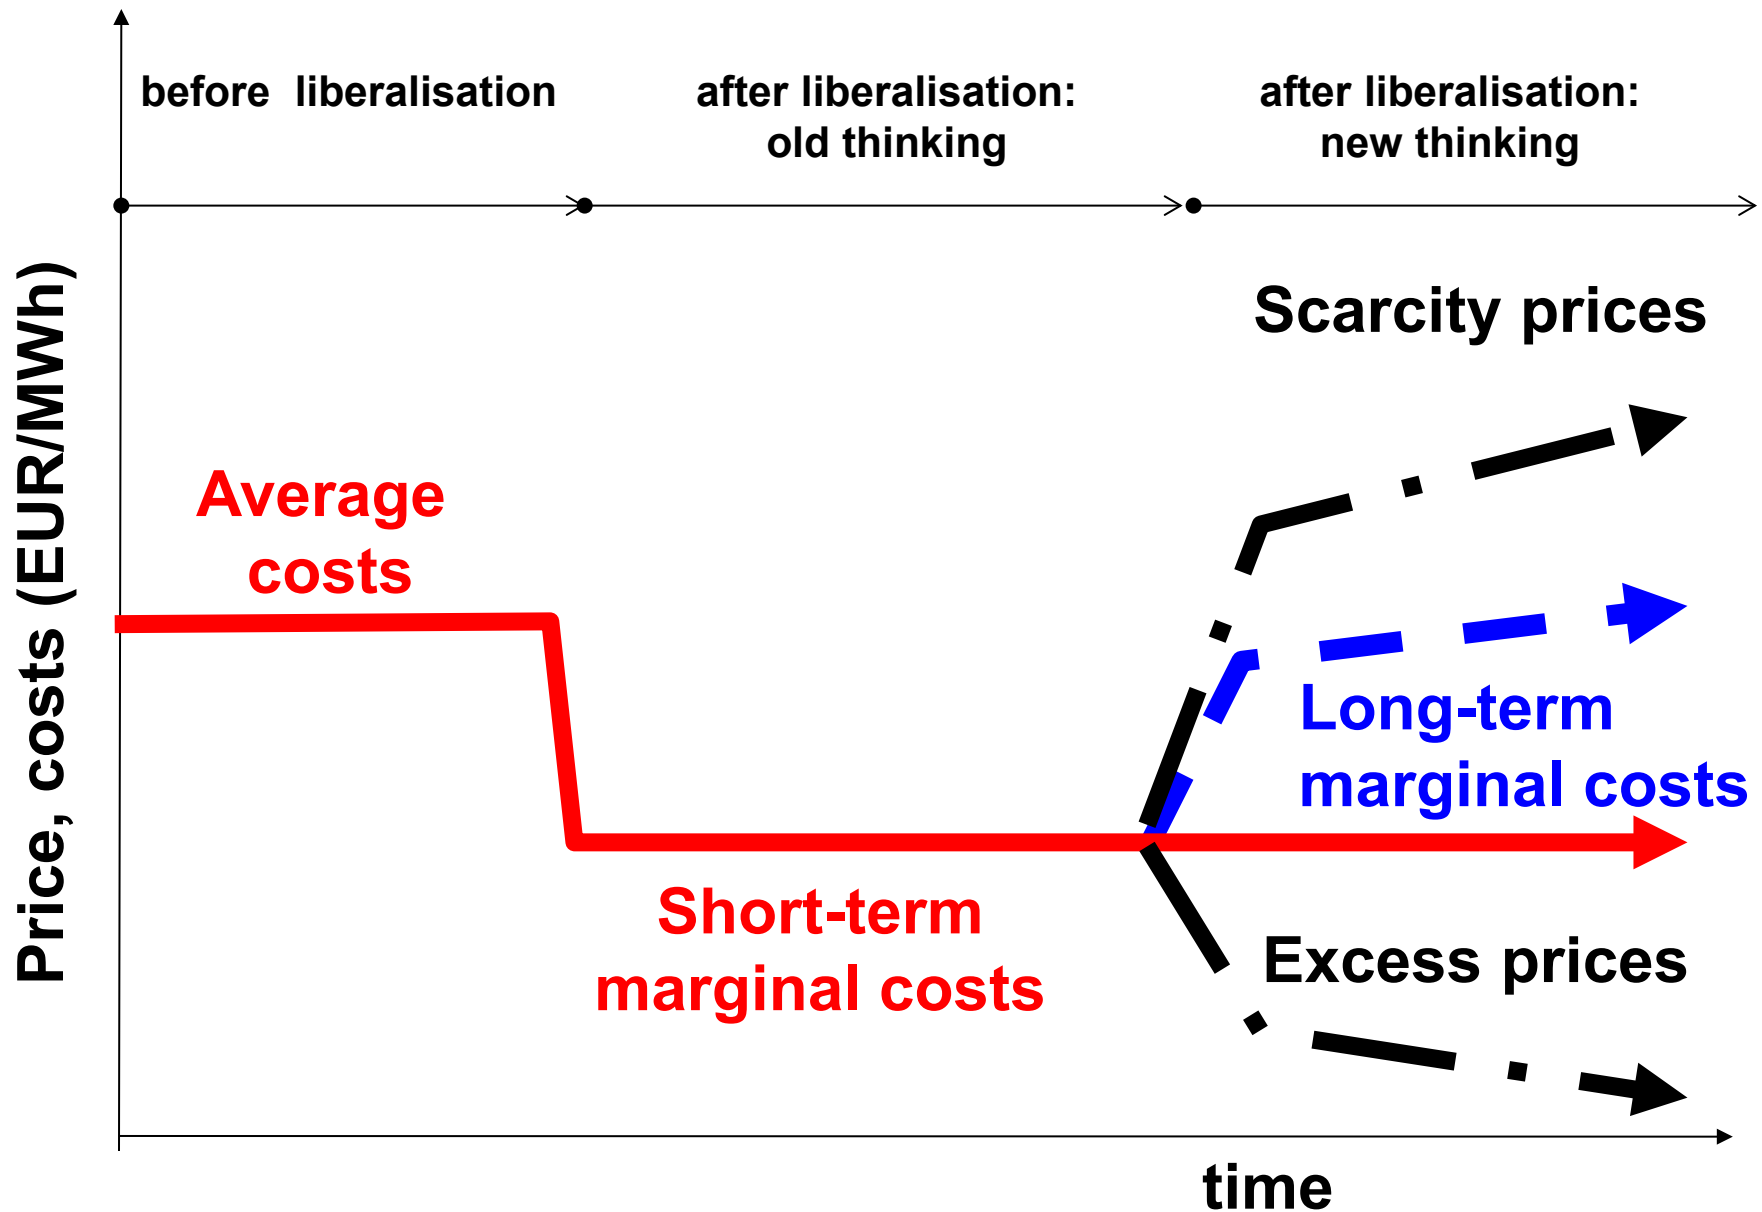 before liberalisation
after liberalisation:
old thinking
after liberalisation:
new thinking
Price, costs (EUR/MWh)
Scarcity prices
Average
costs
Long-term
marginal costs
Short-term
marginal costs
Excess prices
time